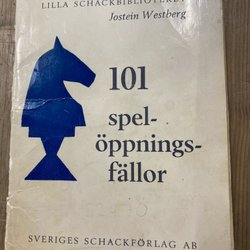 LILLA SCHACKBIBLIOTEKET
Jostein Westberg
101
spel-
öppnings-
fällor
SVERIGES SCHACKFÖRLAG AB